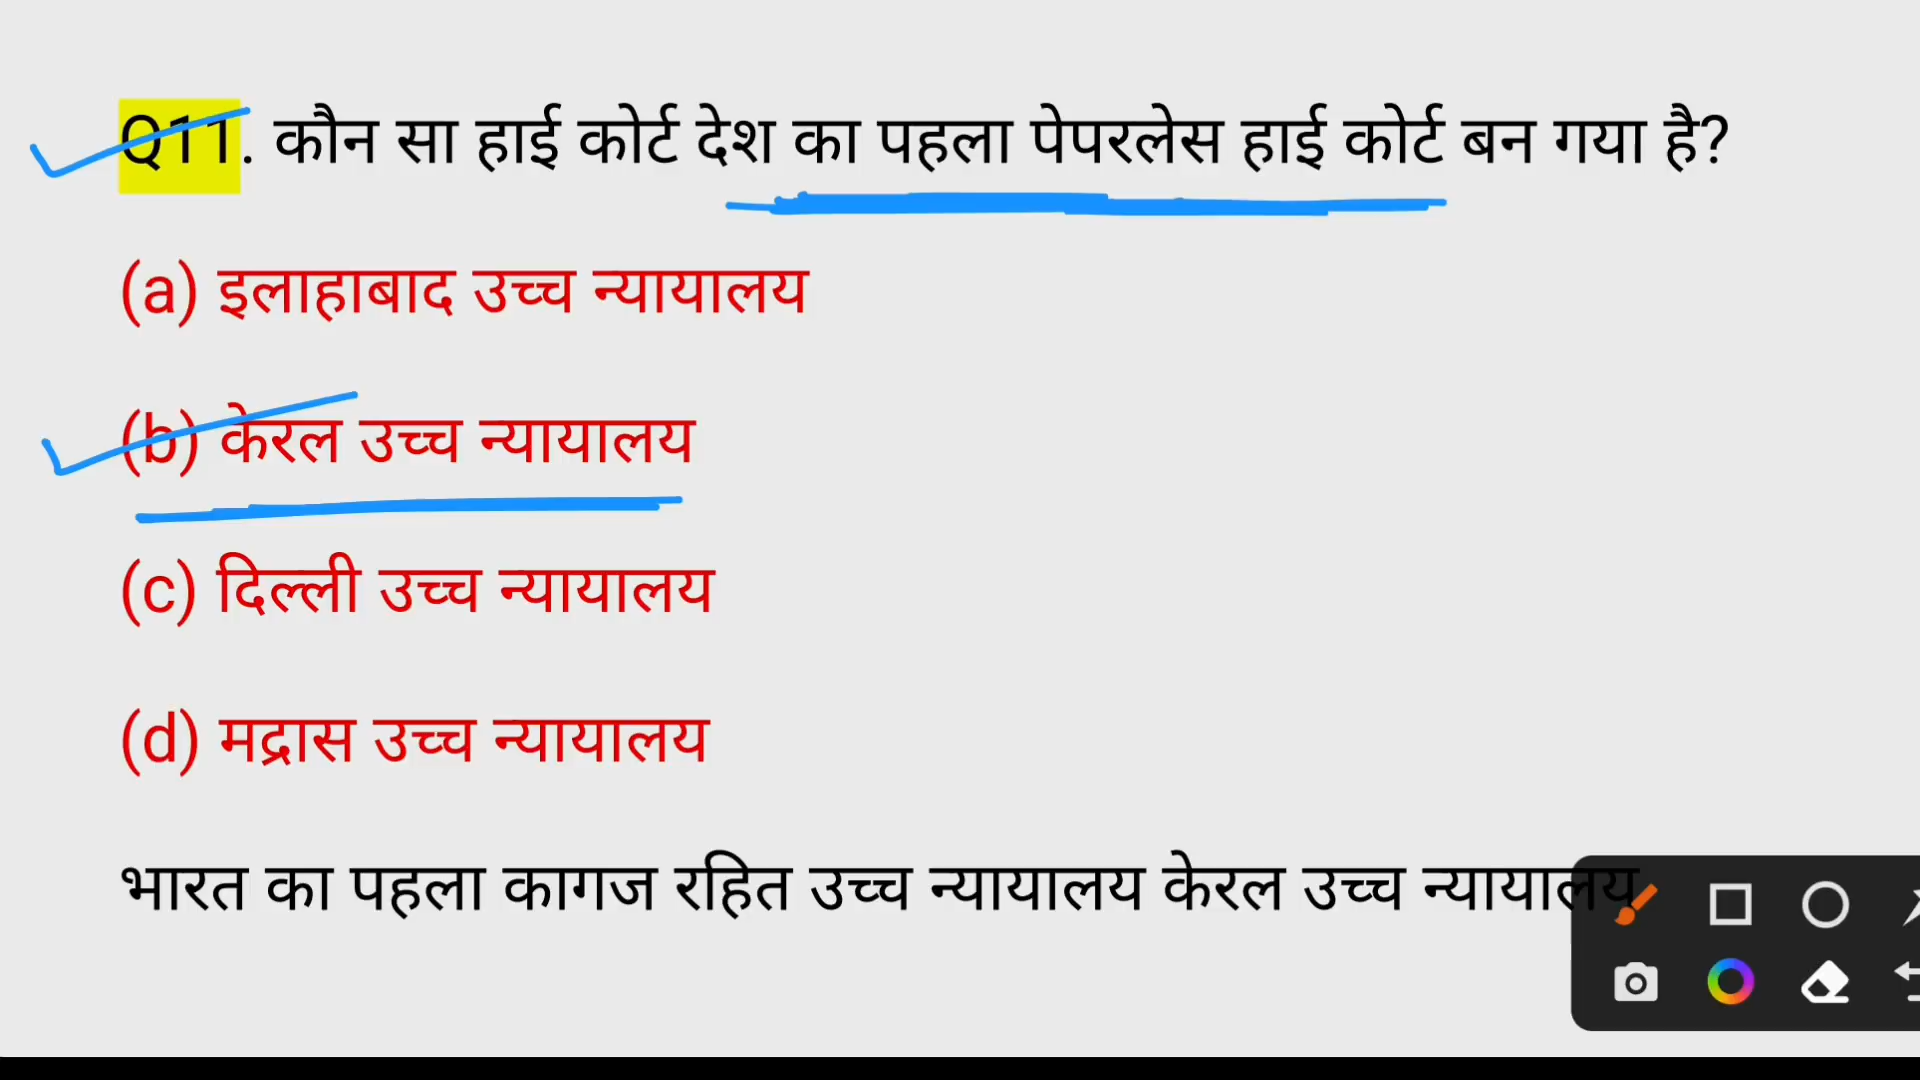 Q11. कौन सा हाई कोर्ट देश का पहला पेपरलेस हाई कोर्ट बन गया है?
(a) इलाहाबाद उच्च न्यायालय
(b) केरल उच्च न्यायालय
(c) दिल्ली उच्च न्यायालय
(d) मद्रास उच्च न्यायालय
भारत का पहला कागज रहित उच्च न्यायालय केरल उच्च न्यायालय